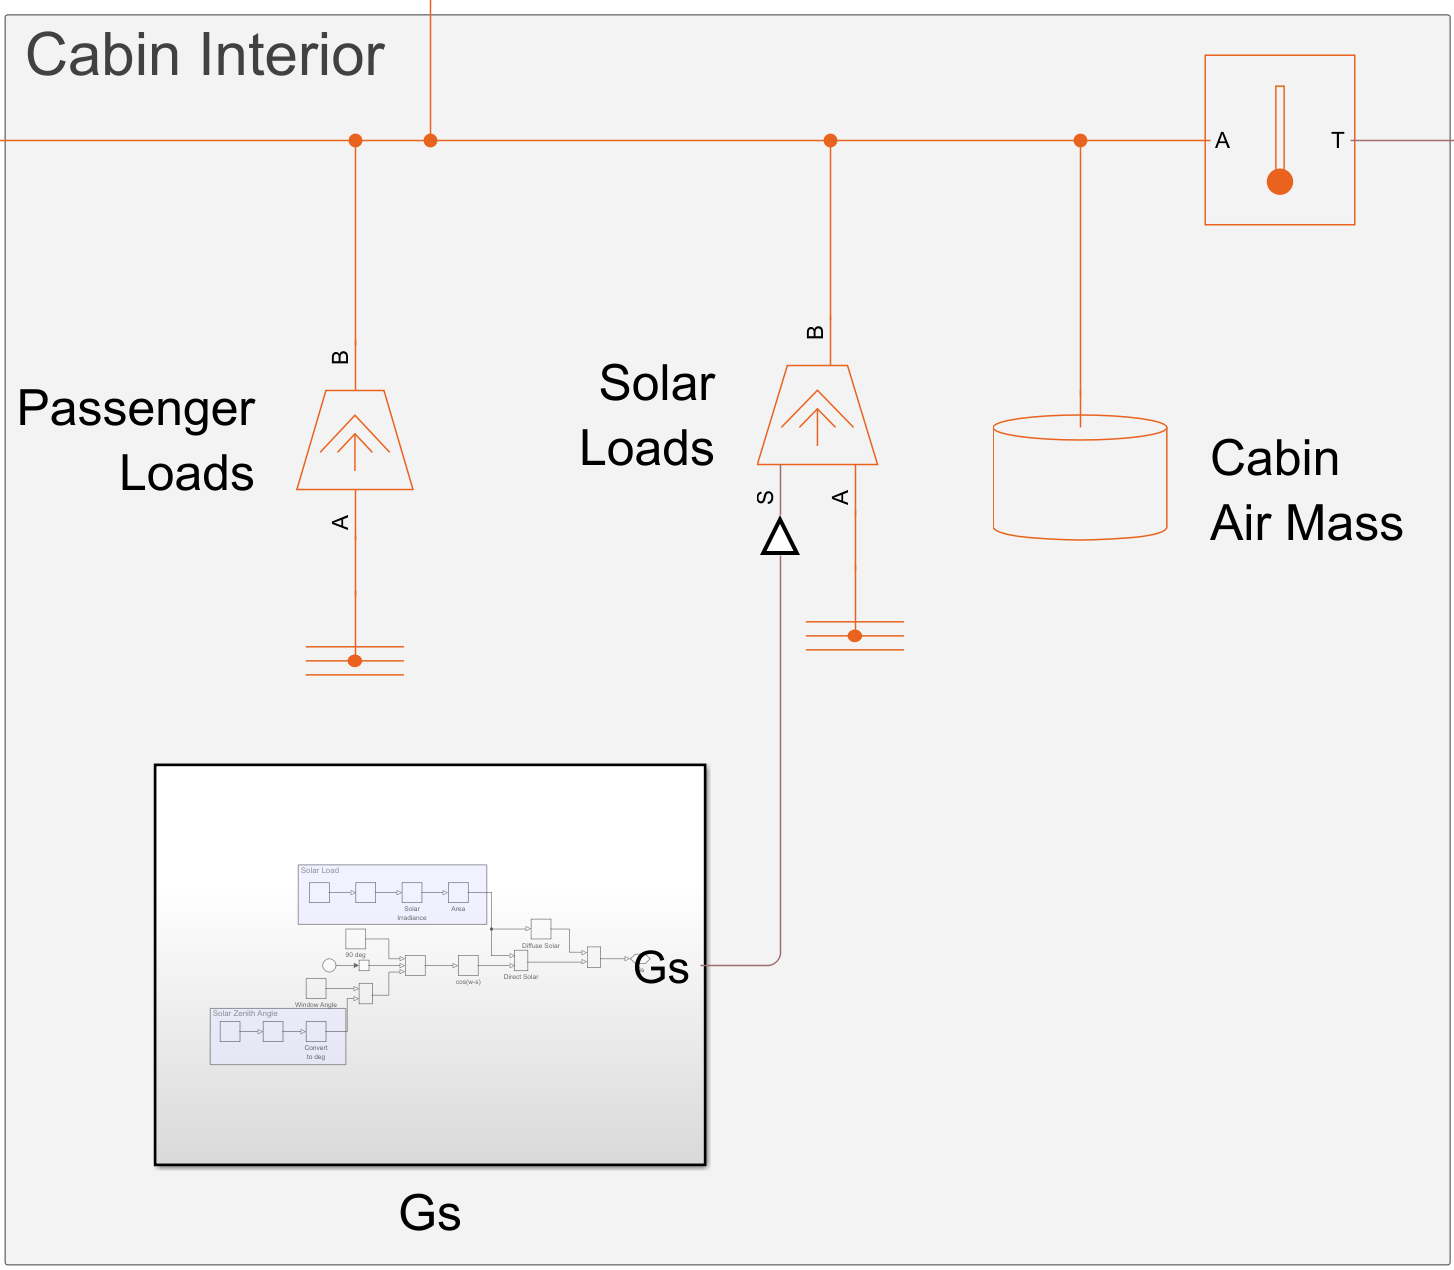 Cabin Interior
A
T
B
Passenger
Loads
A
B
Solar
Loads
S
A
Cabin
Air Mass
Solar Load
Solar
Irradiance
Area
90 deg
Diffuse Solar
Window Angle
cos(w-s)
Direct Solar
Gs
Solar Zenith Angle
Convert
to deg
Gs